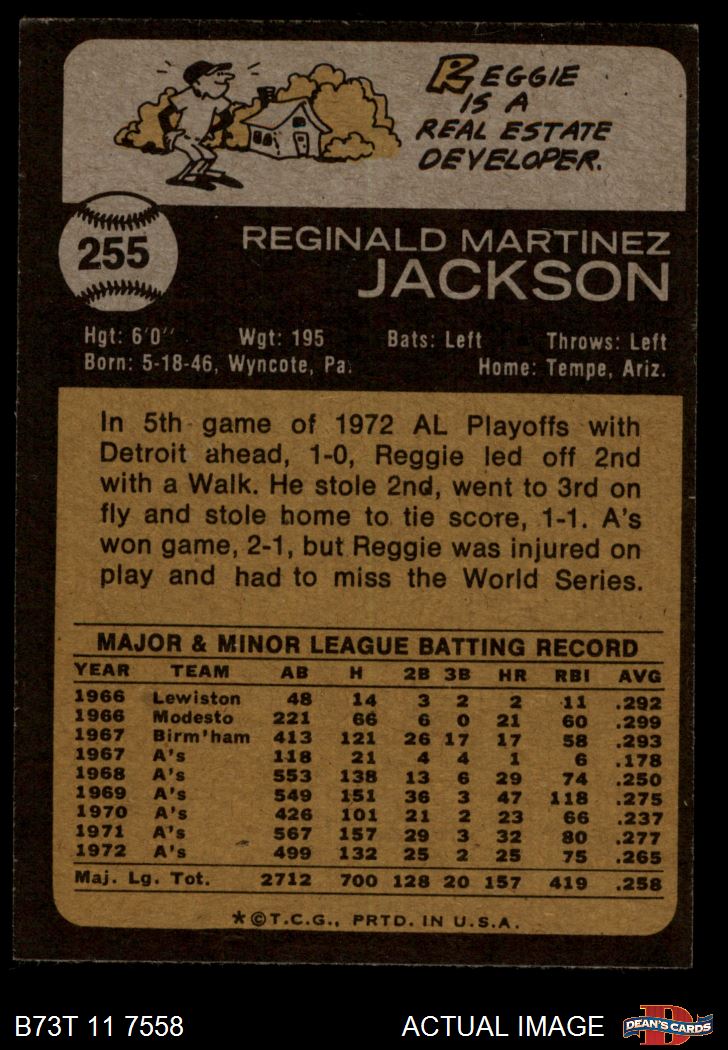 REGGIE
IS A
REAL ESTATE
DEVELOPER.
255
REGINALD MARTINEZ
JACKSON
Hgt: 6'0" Wgt: 195 Bats: Left Throws: Left
Born: 5-18-46, Wyncote, Pa. Home: Tempe, Ariz.
In 5th game of 1972 AL Playoffs with
Detroit ahead, 1-0, Reggie led off 2nd
with a Walk. He stole 2nd, went to 3rd on
fly and stole home to tie score, 1-1. A's
won game, 2-1, but Reggie was injured on
play and had to miss the World Series.
MAJOR & MINOR LEAGUE BATTING RECORD
YEAR TEAM AB H 2B 3B HR RBI AVG
1966 Lewiston 48 14 3 2 2 11 .292
1966 Modesto 221 66 6 0 21 60 .299
1967 Birm'ham 413 121 26 17 17 58 .293
1967 A's 118 21 4 4 1 6 .178
1968 A's 553 138 13 6 29 74 .250
1969 A's 549 151 36 3 47 118 .275
1970 A's 426 101 21 2 23 66 .237
1971 A's 567 157 29 3 32 80 .277
1972 A's 499 132 25 2 25 75 .265
Maj. Lg. Tot. 2712 700 128 20 157 419 .258
*©T.C.G., PRTD. IN U.S.A.
B73T 11 7558 ACTUAL IMAGE DEAN'S CARDS